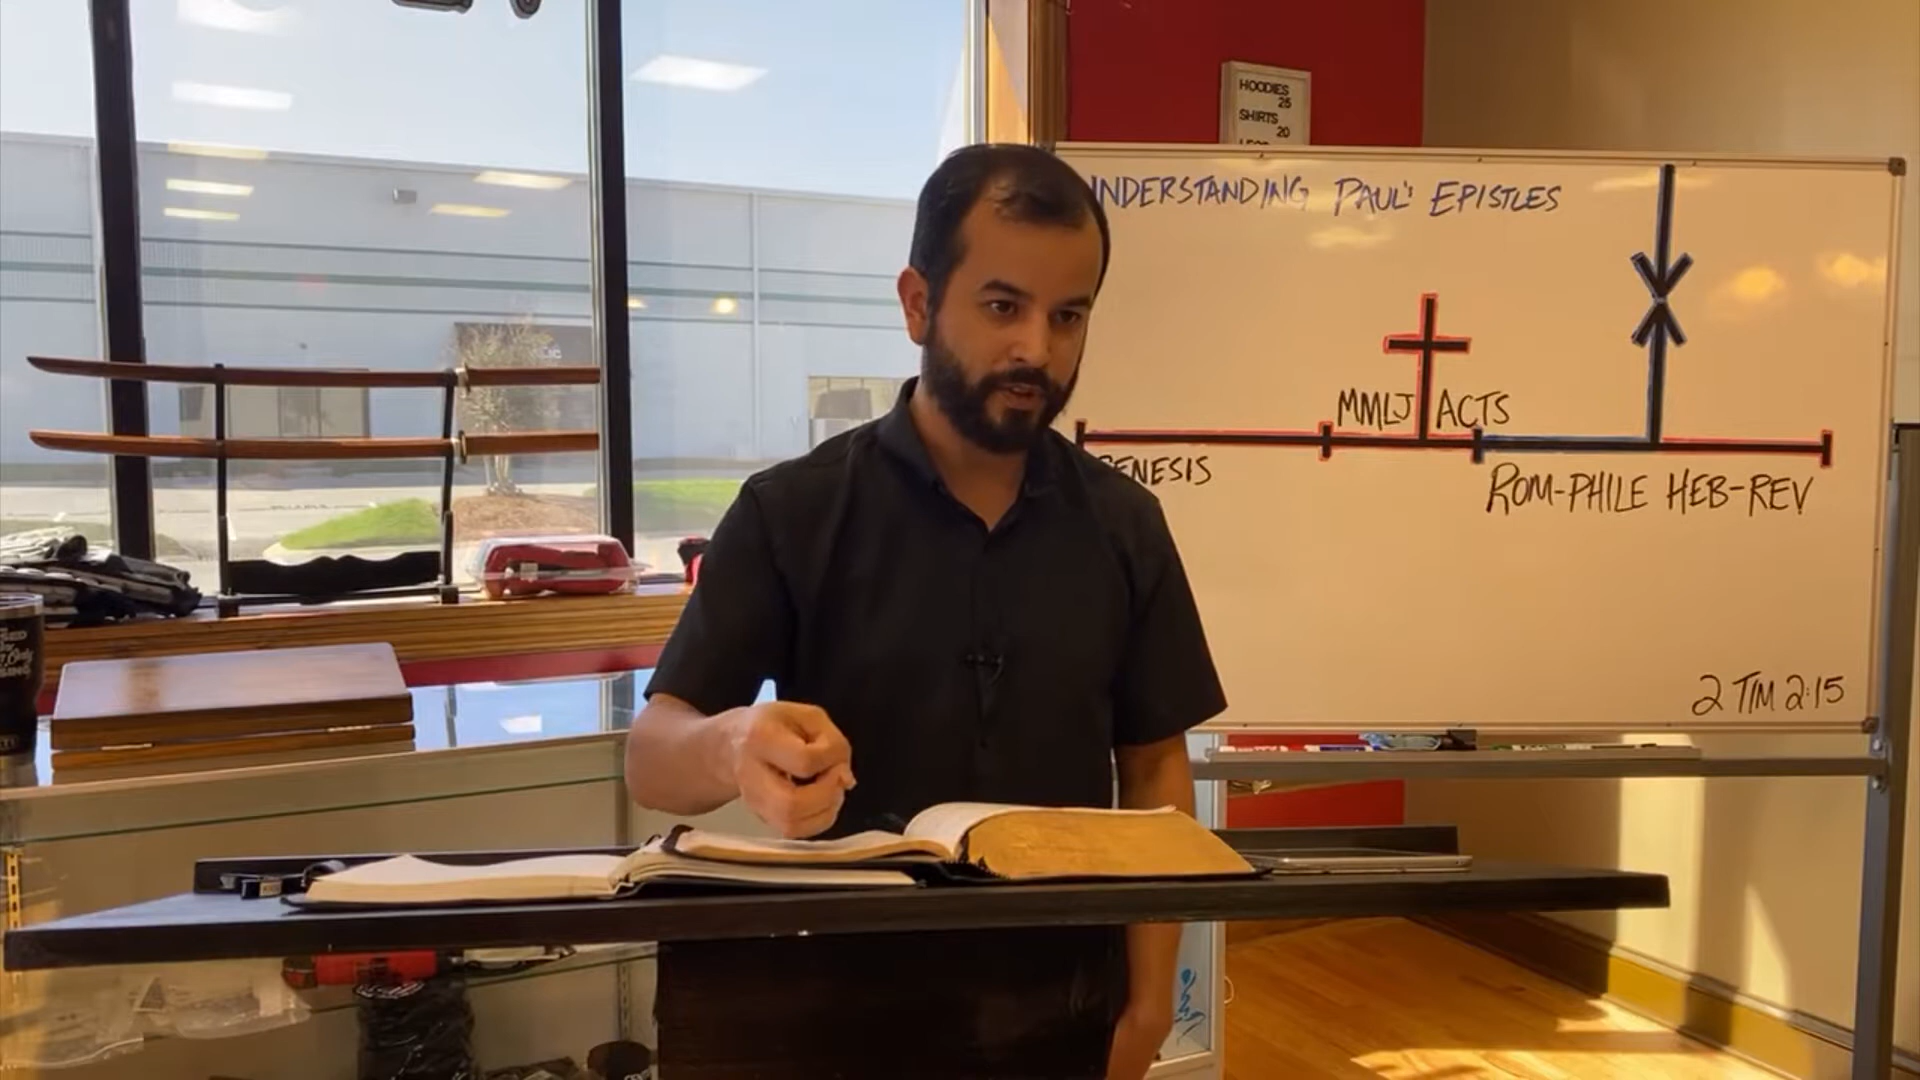 HOODIES
25
SHIRTS
20
UNDERSTANDING PAUL'S EPISTLES
MMLJ ACTS
GENESIS
ROM-PHILE HEB-REV
2 TIM 2:15